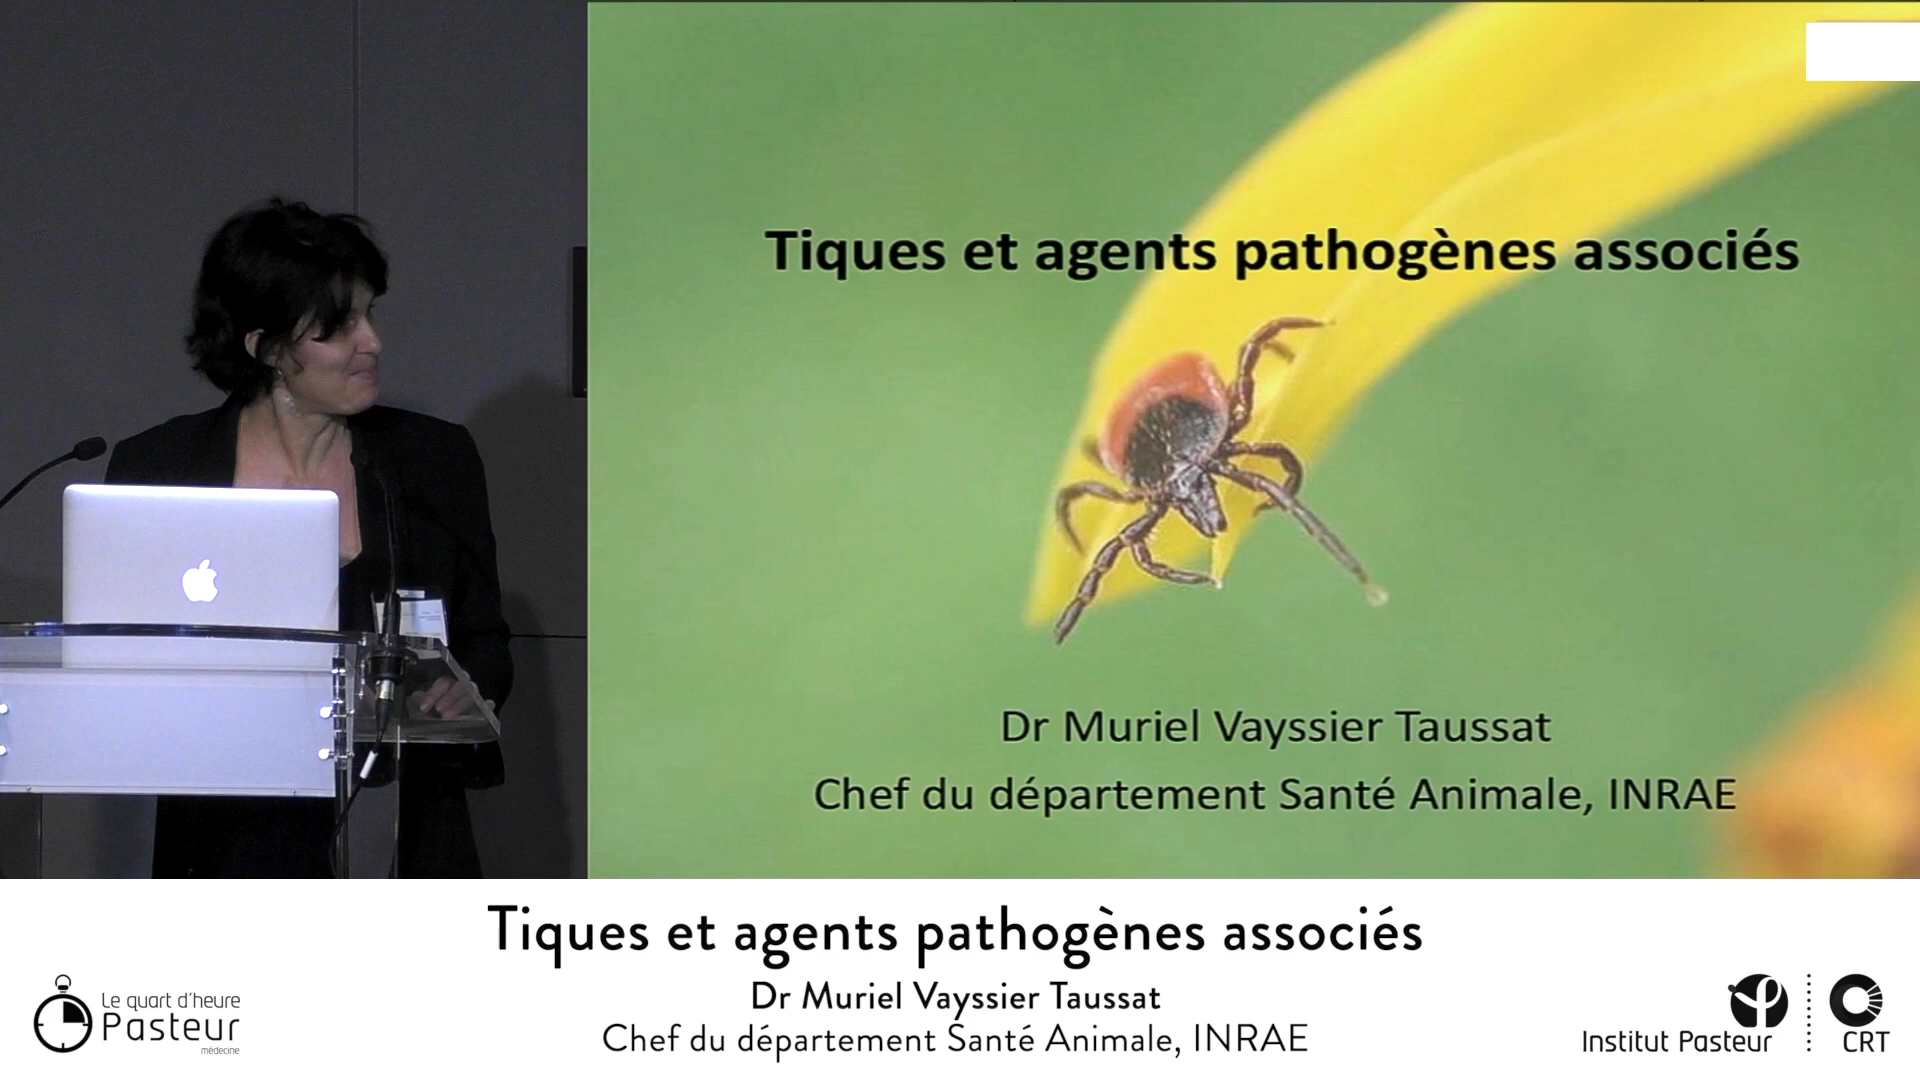 Tiques et agents pathogènes associés
Dr Muriel Vayssier Taussat
Chef du département Santé Animale, INRAE
Tiques et agents pathogènes associés
Dr Muriel Vayssier Taussat
Chef du département Santé Animale, INRAE
Le quart d'heure
Pasteur
médecine
Institut Pasteur
CRT